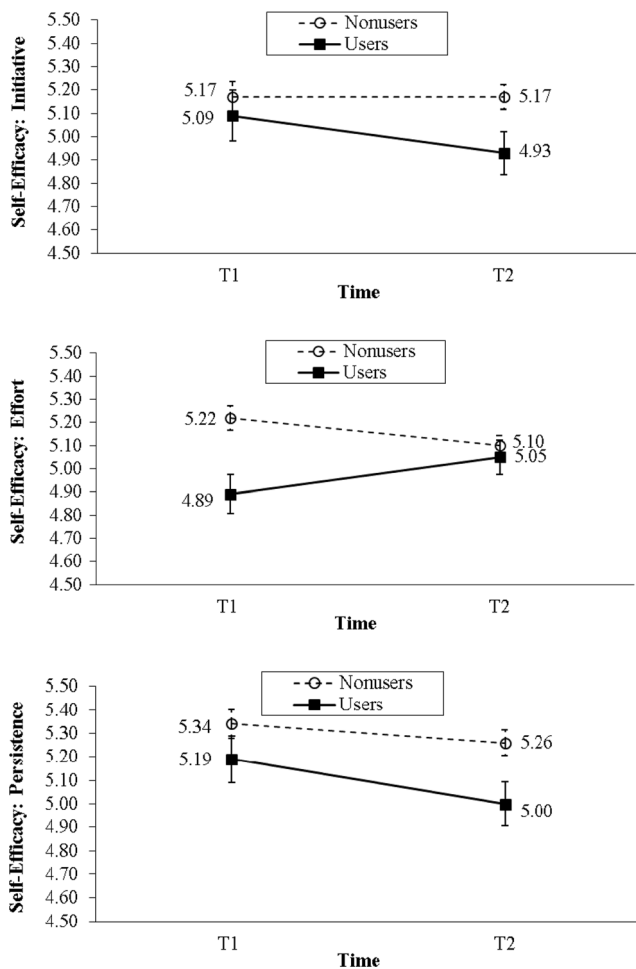 Self-Efficacy: Initiative
5.50
5.40
5.30
5.20
5.10
5.00
4.90
4.80
4.70
4.60
4.50
Nonusers
Users
5.17
5.09
5.17
4.93
T1
T2
Time
Self-Efficacy: Effort
5.50
5.40
5.30
5.20
5.10
5.00
4.90
4.80
4.70
4.60
4.50
Nonusers
Users
5.22
4.89
5.10
5.05
T1
T2
Time
Self-Efficacy: Persistence
5.50
5.40
5.30
5.20
5.10
5.00
4.90
4.80
4.70
4.60
4.50
Nonusers
Users
5.34
5.19
5.26
5.00
T1
T2
Time